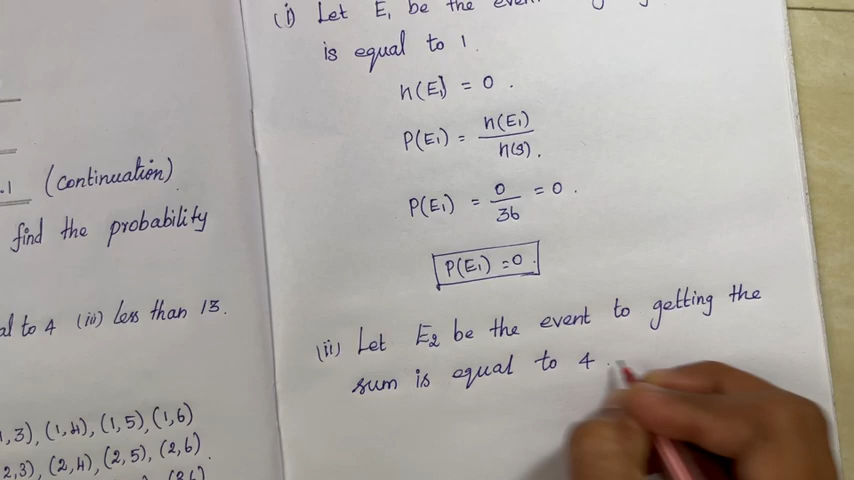 .1 (Continuation)
find the probability
al to 4 (iii) less than 13.
1,3), (1,4), (1,5), (1,6)
2,3), (2,4), (2,5), (2,6).
(i) Let E₁ be the
is equal to 1.
n(E₁) = 0.
P(E₁) = n(E₁)
n(S).
P(E₁) = 0 = 0.
36
P(E₁) = 0.
(ii) Let E₂ be the event to getting the
sum is equal to 4.